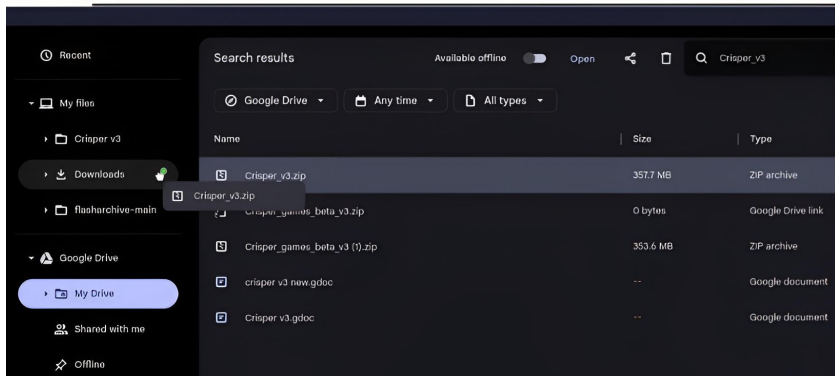 Recent
My files
Crisper v3
Downloads
flasharchive-main
Google Drive
My Drive
Shared with me
Offline
Search results
Available offline
Open
Crisper_v3
Google Drive
Any time
All types
Name Size Type
Crisper_v3.zip 357.7 MB ZIP archive
Crisper_v3.zip
Crisper_games_beta_v3.zip 0 bytes Google Drive link
Crisper_games_beta_v3 (1).zip 353.6 MB ZIP archive
crisper v3 new.gdoc -- Google document
Crisper v3.gdoc -- Google document